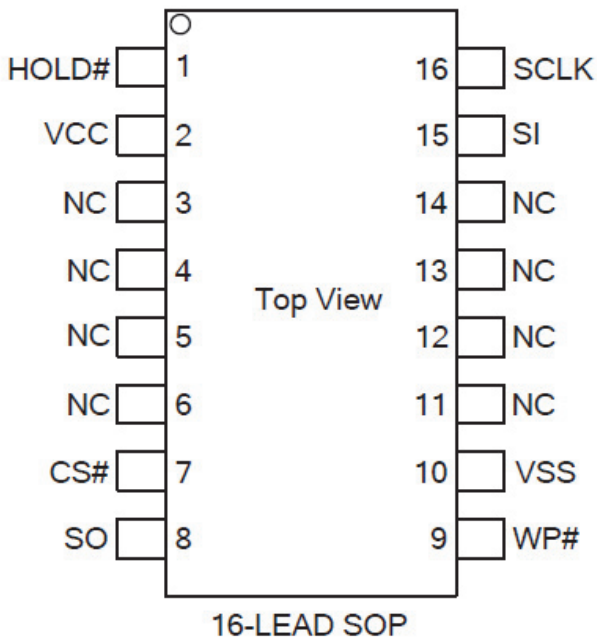 HOLD# 1 16 SCLK
VCC 2 15 SI
NC 3 14 NC
NC 4 13 NC
Top View
NC 5 12 NC
NC 6 11 NC
CS# 7 10 VSS
SO 8 9 WP#
16-LEAD SOP